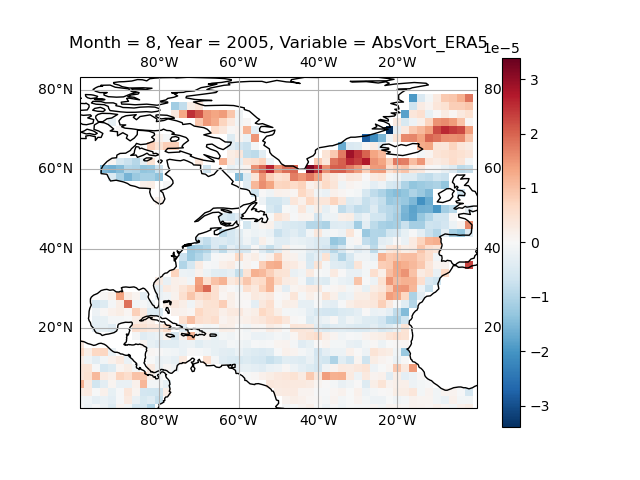 Month = 8, Year = 2005, Variable = AbsVort_ERA5
1e−5
80°W 60°W 40°W 20°W
80°N 80
60°N 60
40°N 40
20°N 20
80°W 60°W 40°W 20°W
3
2
1
0
−1
−2
−3